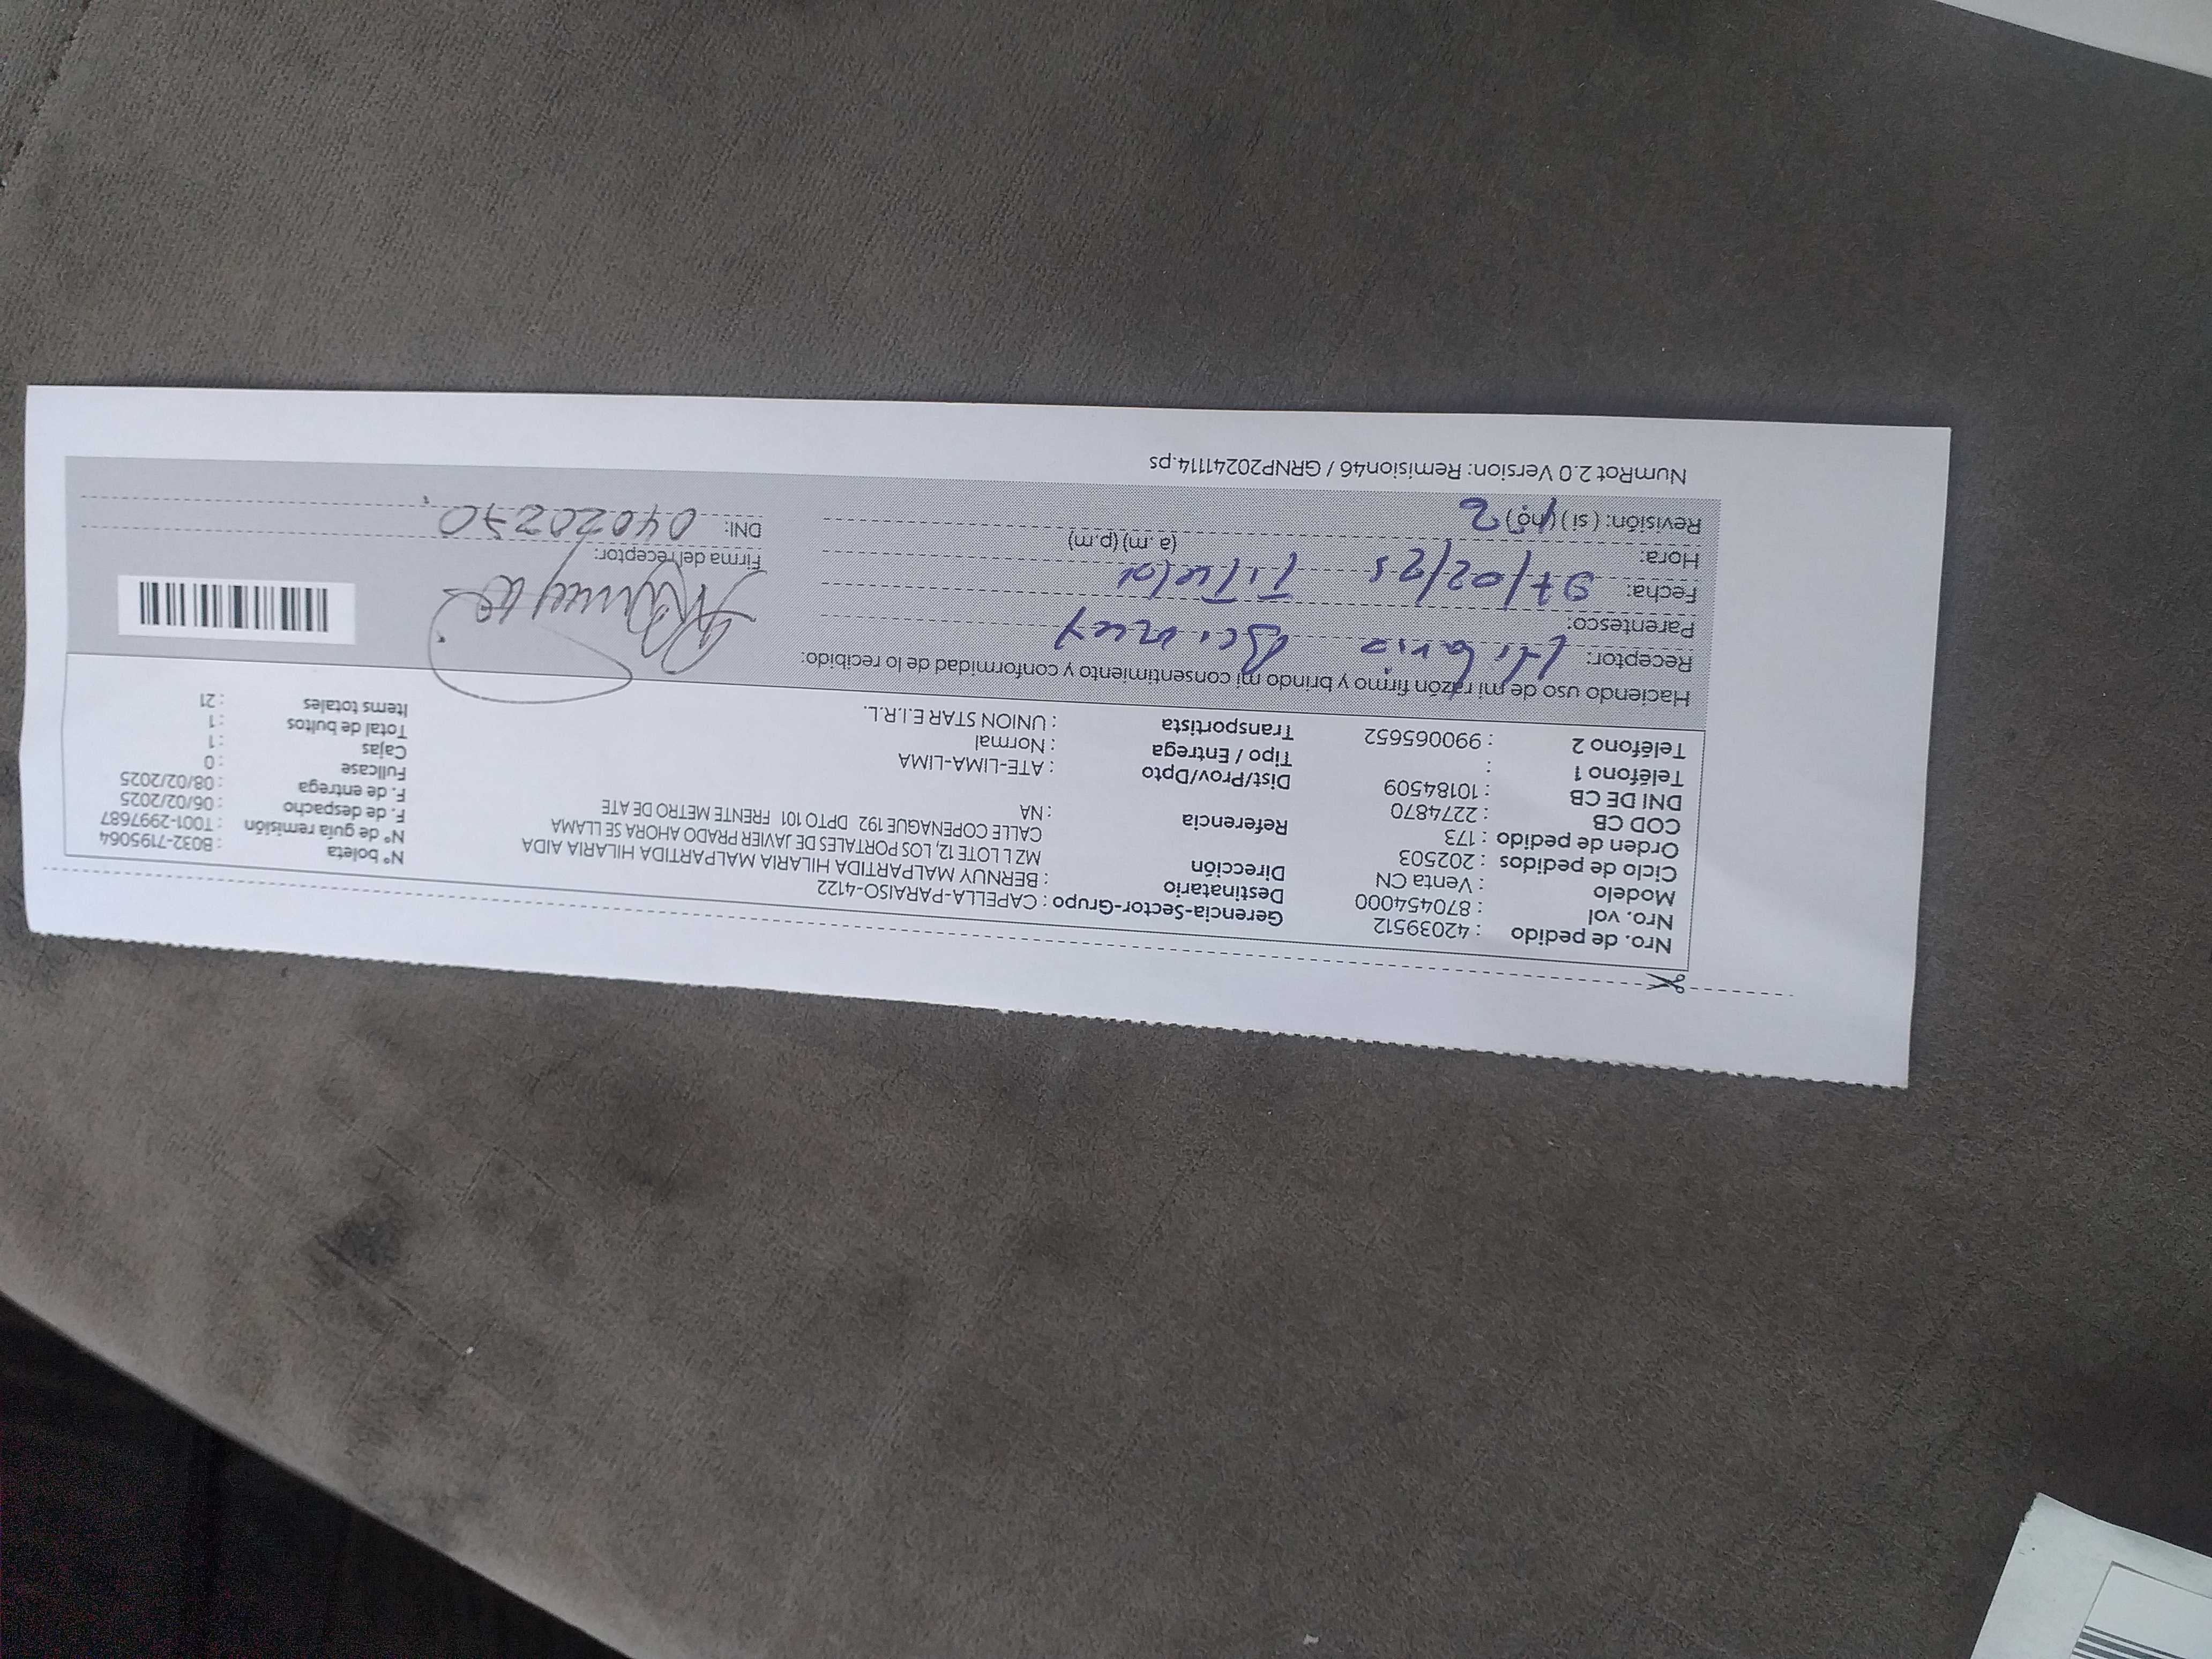 Nro. de pedido : 42039512
Nro. vol : 870454000
Modelo : Venta CN
Ciclo de pedidos : 202503
Orden de pedido : 173
COD CB : 2274870
DNI DE CB : 10184509
Teléfono 1 :
Teléfono 2 : 990065652
Gerencia-Sector-Grupo : CAPELLA-PARAISO-4122
Destinatario : BERNUY MALPARTIDA HILARIA MALPARTIDA HILARIA AIDA
Dirección MZ L LOTE 12, LOS PORTALES DE JAVIER PRADO AHORA SE LLAMA
CALLE COPENAGUE 192 DPTO 101 FRENTE METRO DE ATE
Referencia : NA
Dist/Prov/Dpto : ATE-LIMA-LIMA
Tipo / Entrega : Normal
Transportista : UNION STAR E.I.R.L.
N° boleta : B032-7195064
N° de guía remisión : T001-2997687
F. de despacho : 06/02/2025
F. de entrega : 08/02/2025
Fullcase : 0
Cajas : 1
Total de bultos : 1
Items totales : 21
Haciendo uso de mi razón firmo y brindo mi consentimiento y conformidad de lo recibido:
Receptor: Hilaria
Parentesco:
Fecha: 07/02/25 Titular
Hora: (a.m) (p.m)
Revisión: (si) (no)
Firma del receptor:
DNI: 04020270
NumRot 2.0 Version: Remision46 / GRNP20241114.ps